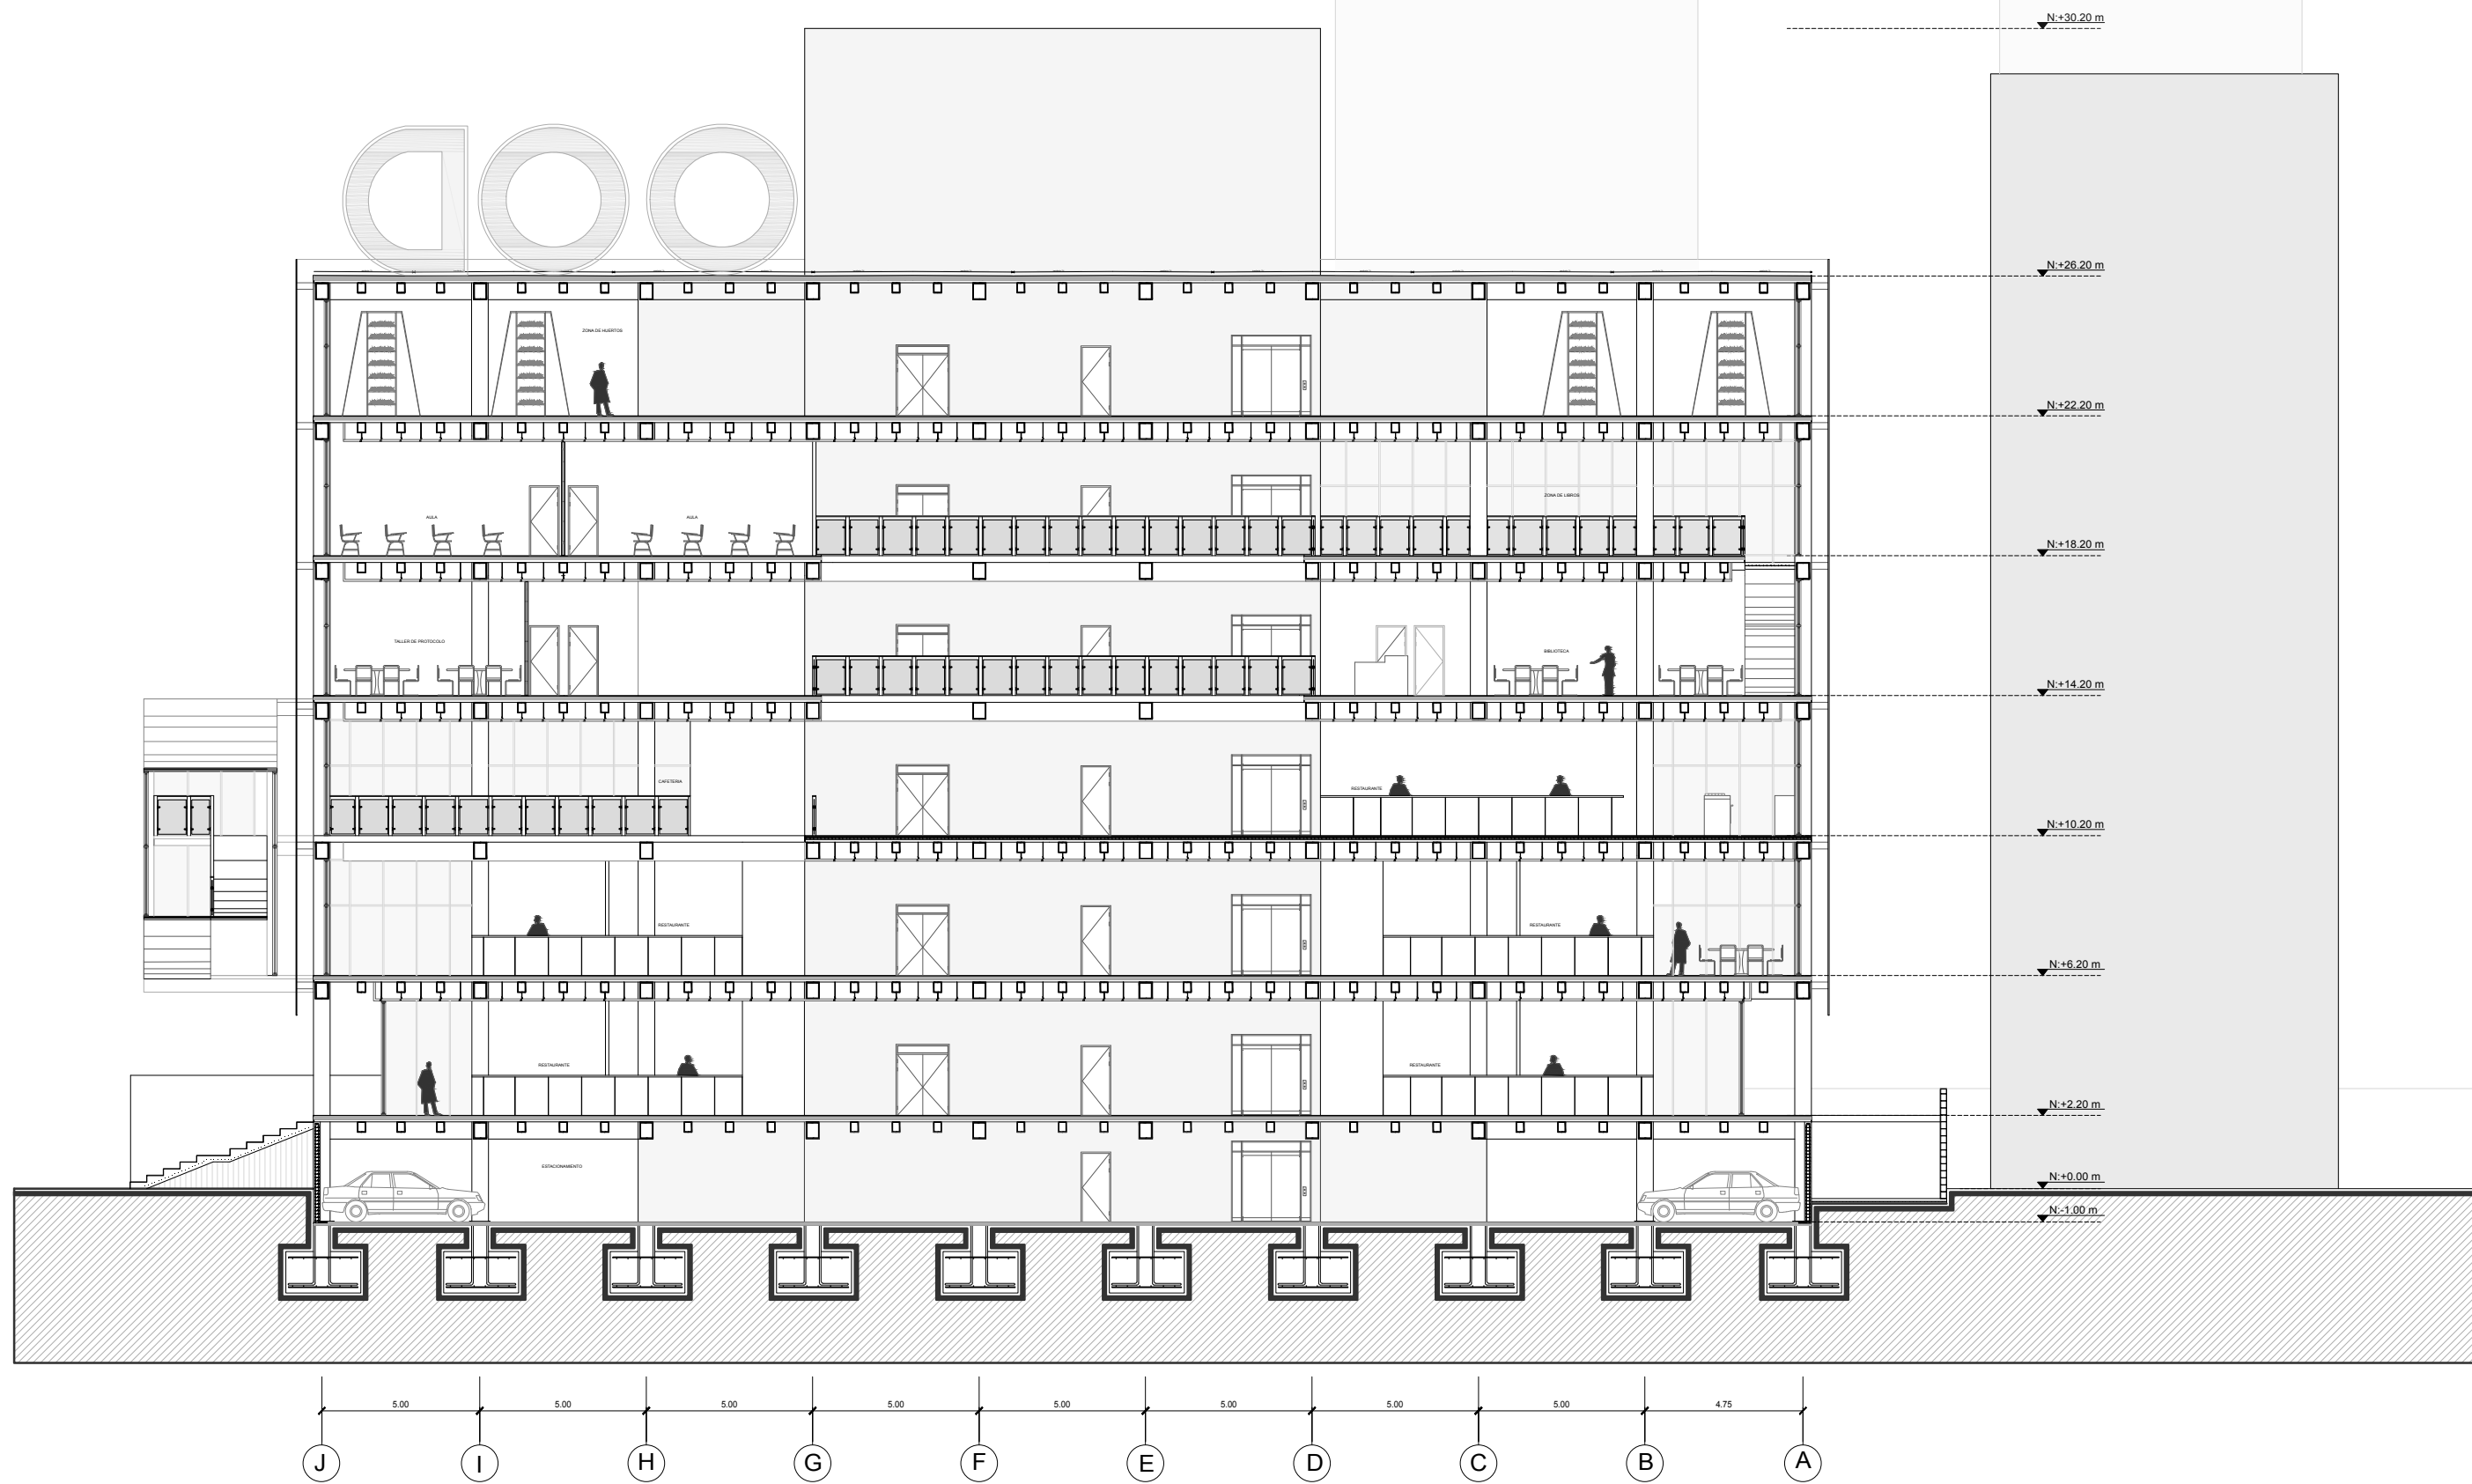 N:+30.20 m
N:+26.20 m
ZONA DE HUERTOS
N:+22.20 m
ZONA DE LIBROS
AULA
AULA
N:+18.20 m
TALLER DE PROTOCOLO
BIBLIOTECA
N:+14.20 m
CAFETERIA
RESTAURANTE
N:+10.20 m
RESTAURANTE
RESTAURANTE
N:+6.20 m
RESTAURANTE
RESTAURANTE
N:+2.20 m
ESTACIONAMIENTO
N:+0.00 m
N:-1.00 m
5.00 5.00 5.00 5.00 5.00 5.00 5.00 5.00 4.75
J I H G F E D C B A